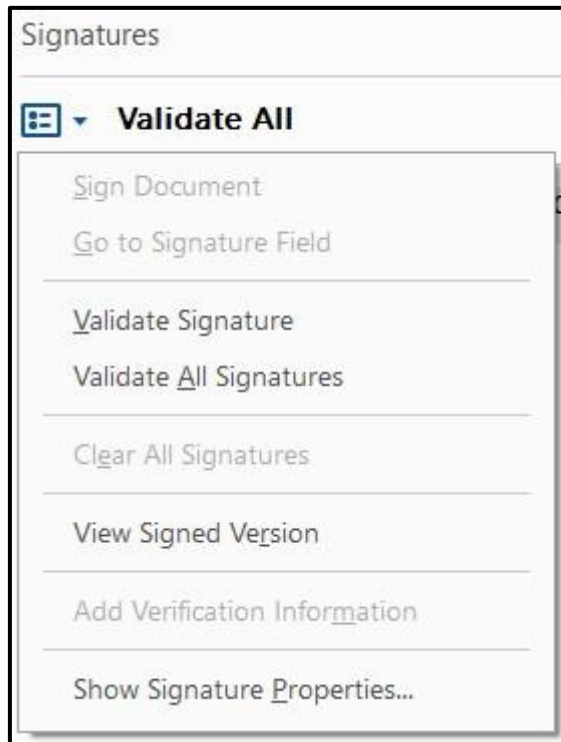 Signatures
Validate All
Sign Document
Go to Signature Field
Validate Signature
Validate All Signatures
Clear All Signatures
View Signed Version
Add Verification Information
Show Signature Properties...